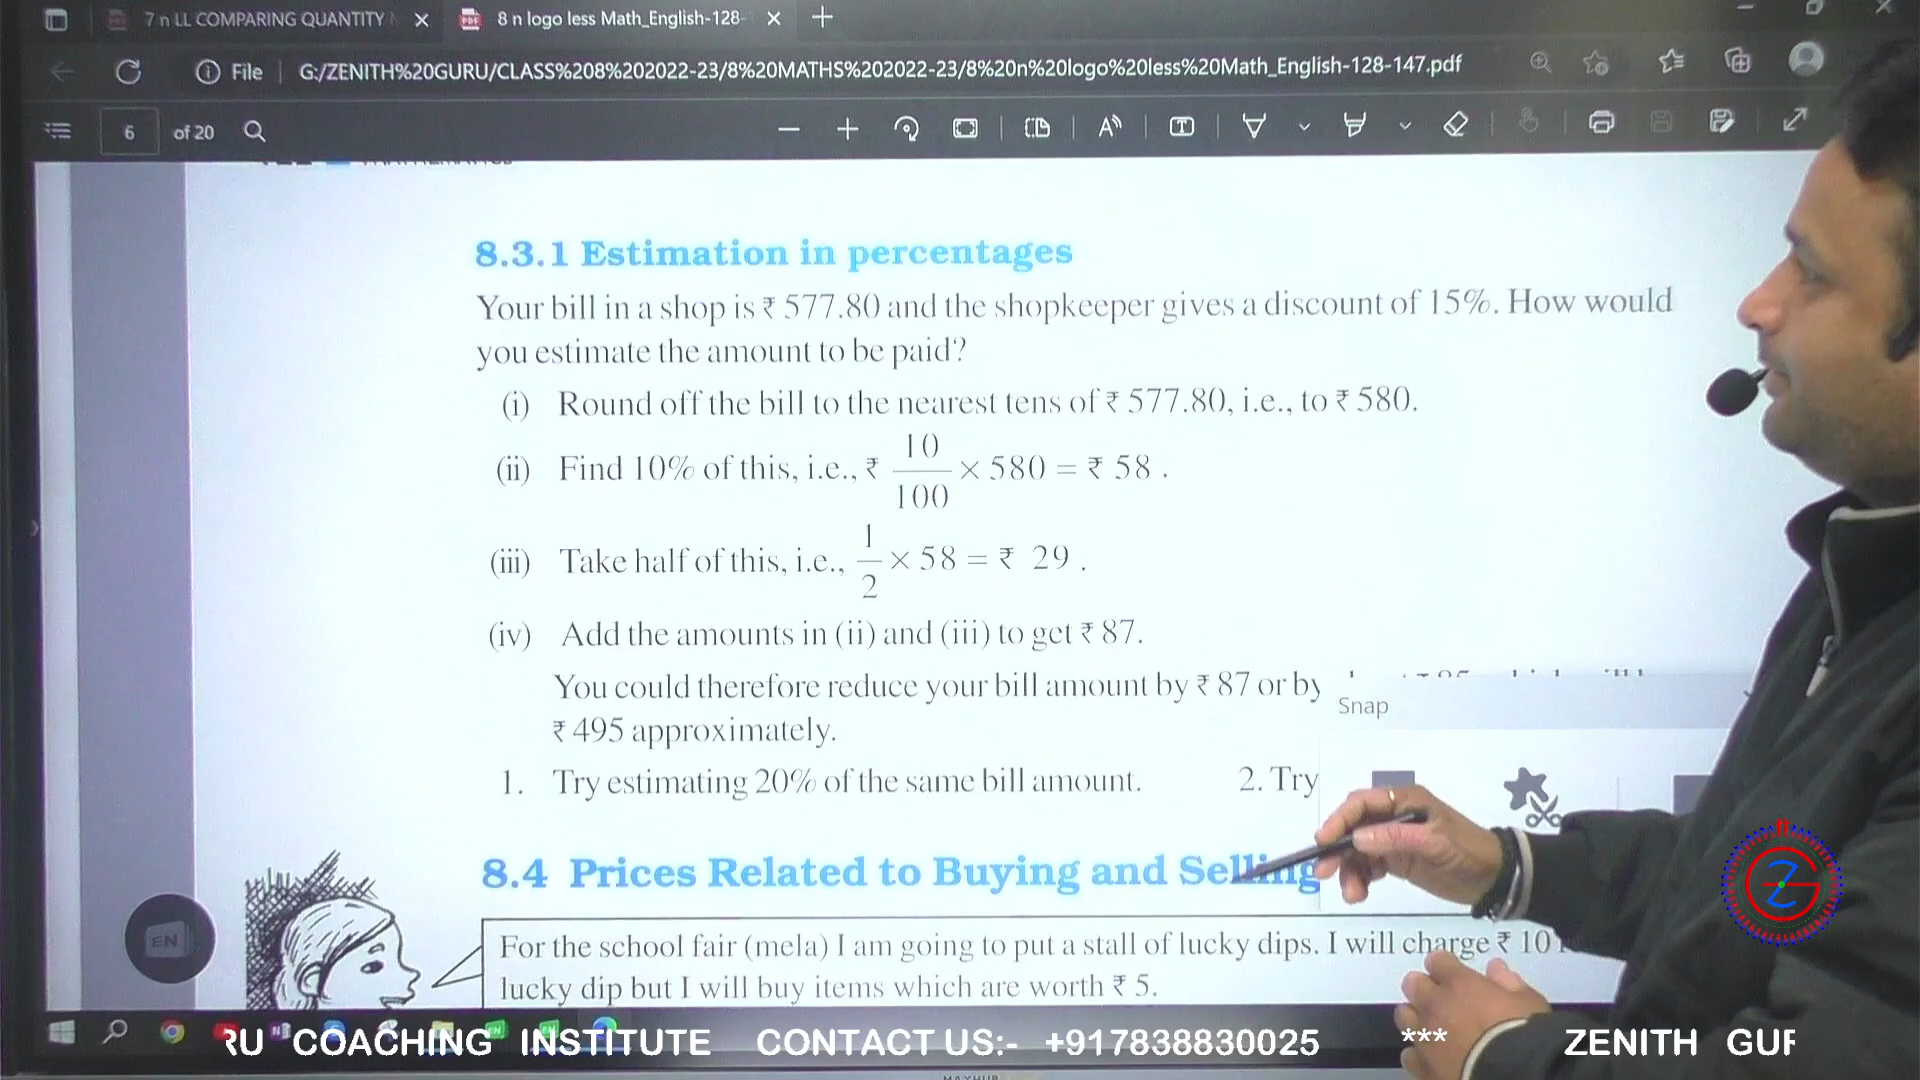 7 n LL COMPARING QUANTITY
8 n logo less Math_English-128-
File G:/ZENITH%20GURU/CLASS%208%202022-23/8%20MATHS%202022-23/8%20n%20logo%20less%20Math_English-128-147.pdf
6 of 20
8.3.1 Estimation in percentages
Your bill in a shop is ₹ 577.80 and the shopkeeper gives a discount of 15%. How would
you estimate the amount to be paid?
(i) Round off the bill to the nearest tens of ₹ 577.80, i.e., to ₹ 580.
(ii) Find 10% of this, i.e., ₹ 10/100 × 580 = ₹ 58 .
(iii) Take half of this, i.e., 1/2 × 58 = ₹ 29 .
(iv) Add the amounts in (ii) and (iii) to get ₹ 87.
You could therefore reduce your bill amount by ₹ 87 or by
Snap
₹ 495 approximately.
1. Try estimating 20% of the same bill amount. 2. Try
8.4 Prices Related to Buying and Selling
EN
For the school fair (mela) I am going to put a stall of lucky dips. I will charge ₹ 10
lucky dip but I will buy items which are worth ₹ 5.
RU COACHING INSTITUTE CONTACT US:- +917838830025 *** ZENITH GUR